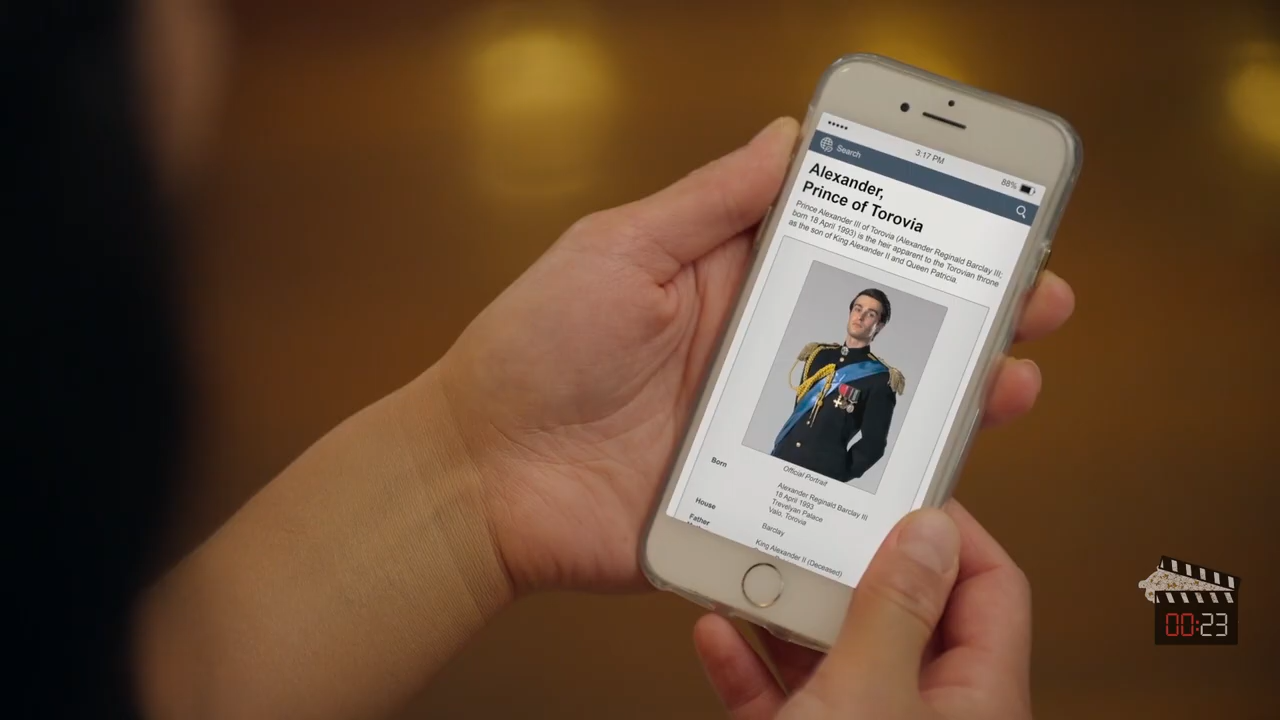 3:17 PM
88%
Search
Alexander,
Prince of Torovia
Prince Alexander III of Torovia (Alexander Reginald Barclay III;
born 18 April 1993) is the heir apparent to the Torovian throne
as the son of King Alexander II and Queen Patricia.
Official Portrait
Born
Alexander Reginald Barclay III
18 April 1993
Trevelyan Palace
Valo, Torovia
House
Barclay
Father
King Alexander II (Deceased)
00:23